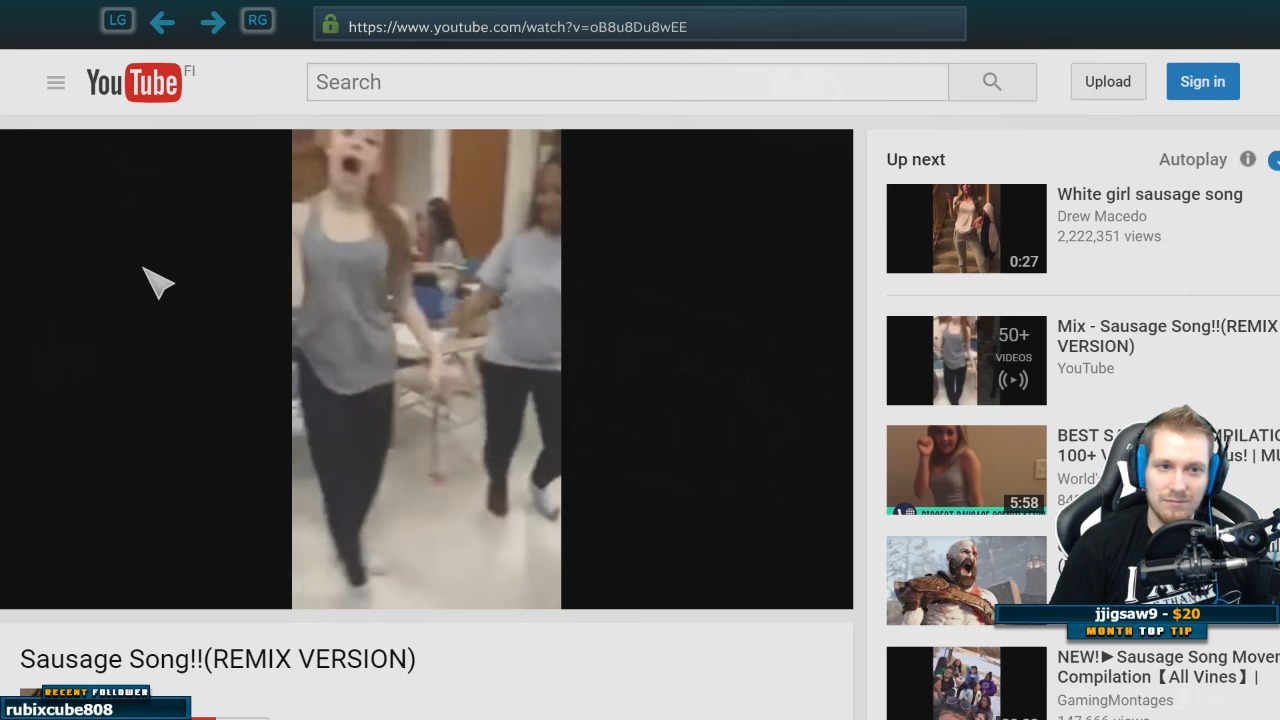 LG
RG
https://www.youtube.com/watch?v=oB8u8Du8wEE
YouTube FI
Search
Upload
Sign in
Up next
Autoplay
White girl sausage song
Drew Macedo
2,222,351 views
0:27
50+
VIDEOS
Mix - Sausage Song!!(REMIX
VERSION)
YouTube
BEST
100+
World'
5:58
jjigsaw9 - $20
MONTH TOP TIP
NEW!►Sausage Song
Compilation【All Vines】|
GamingMontages
147,666 views
Sausage Song!!(REMIX VERSION)
RECENT FOLLOWER
rubixcube808